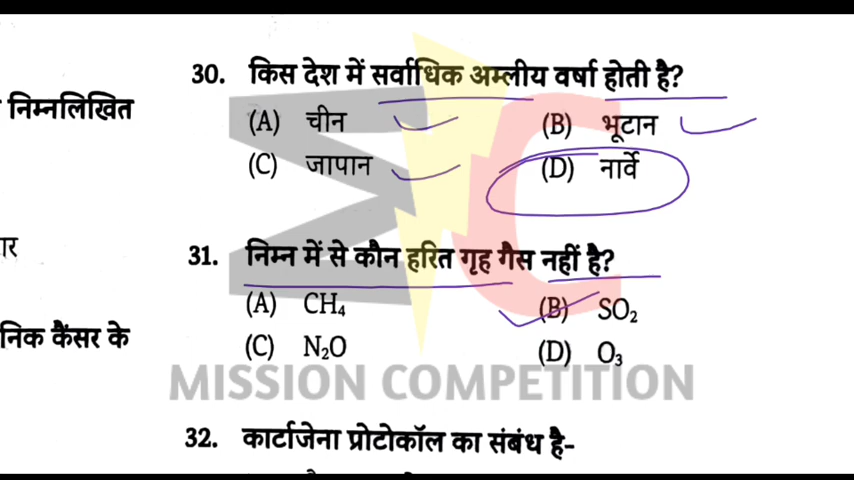 30. किस देश में सर्वाधिक अम्लीय वर्षा होती है?
निम्नलिखित
(A) चीन (B) भूटान
(C) जापान (D) नार्वे
ार
31. निम्न में से कौन हरित गृह गैस नहीं है?
(A) CH₄ (B) SO₂
निक कैंसर के
(C) N₂O (D) O₃
MISSION COMPETITION
32. कार्टाजेना प्रोटोकॉल का संबंध है-